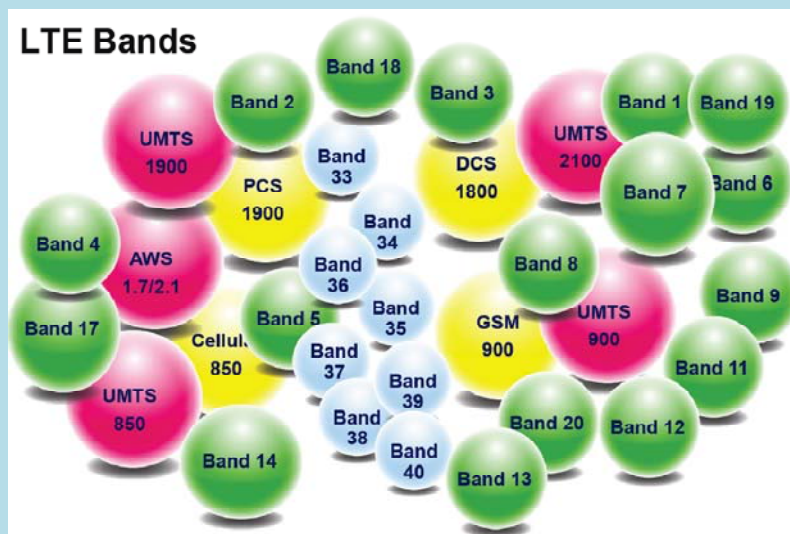 LTE Bands
Band 18
Band 2
Band 3
Band 1
Band 19
UMTS
1900
Band
33
DCS
1800
UMTS
2100
PCS
1900
Band 7
Band 6
Band
34
Band 4
AWS
1.7/2.1
Band
36
Band 8
Band 9
Band 17
Band 5
Band
35
GSM
900
UMTS
900
Cellula
850
Band
37
Band 11
UMTS
850
Band
39
Band
38
Band 20
Band 12
Band 14
Band
40
Band 13